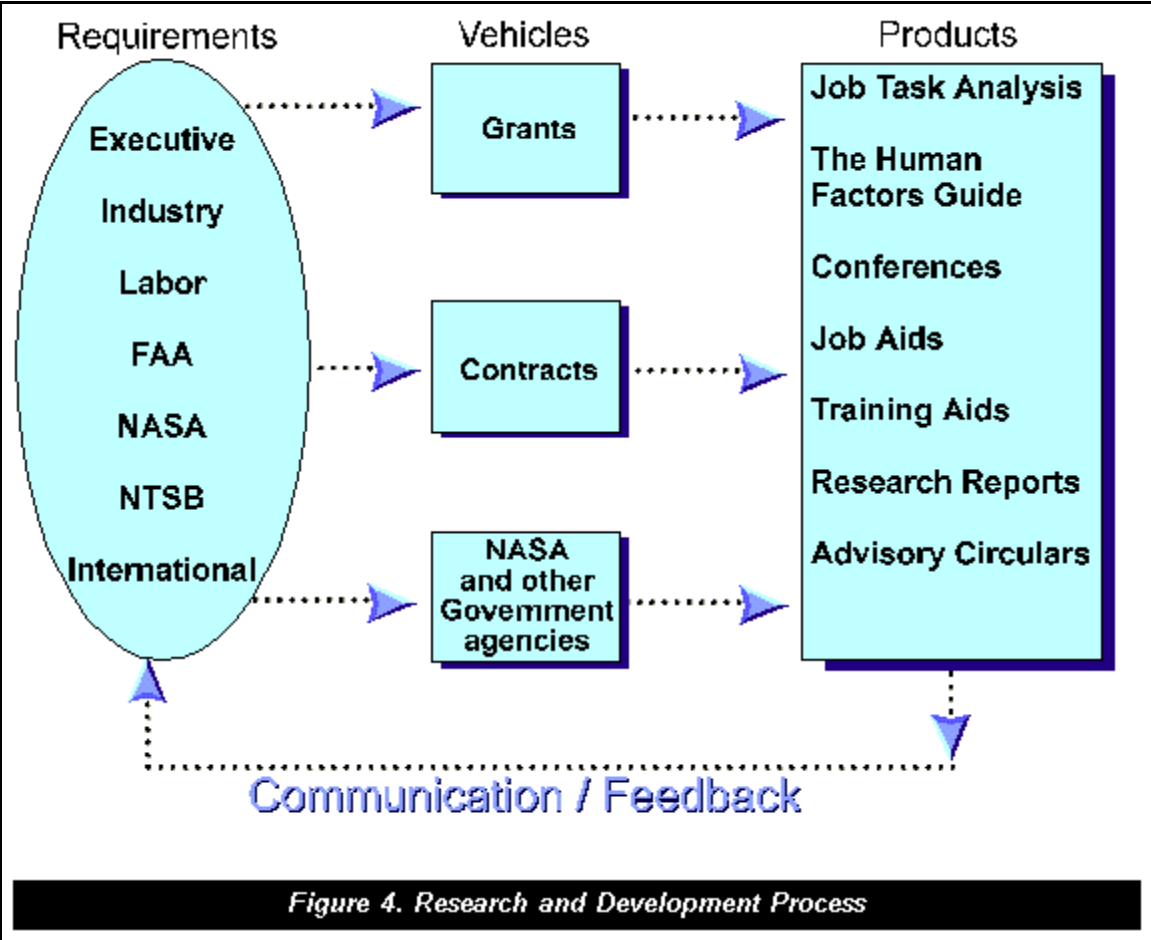 Requirements
Vehicles
Products
Executive
Industry
Labor
FAA
NASA
NTSB
International
Grants
Contracts
NASA
and other
Government
agencies
Job Task Analysis
The Human
Factors Guide
Conferences
Job Aids
Training Aids
Research Reports
Advisory Circulars
Communication / Feedback
Figure 4. Research and Development Process